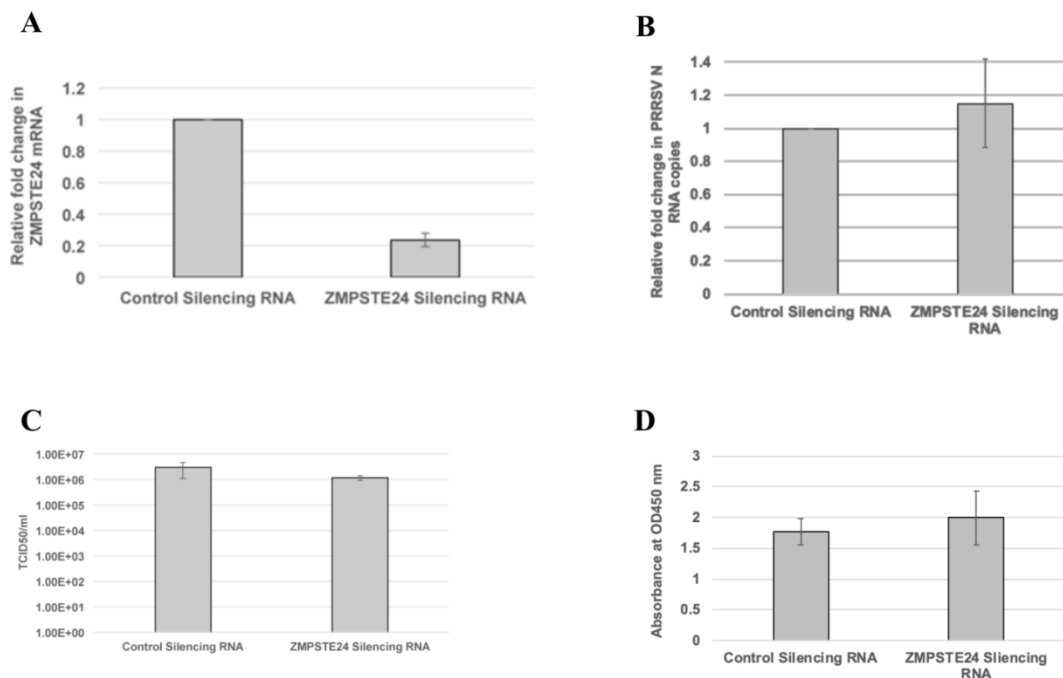 A
Relative fold change in
ZMPSTE24 mRNA
1.2
1
0.8
0.6
0.4
0.2
0
Control Silencing RNA
ZMPSTE24 Silencing RNA
B
Relative fold change in PRRSV N
RNA copies
1.4
1.2
1
0.8
0.6
0.4
0.2
0
Control Silencing RNA
ZMPSTE24 Silencing
RNA
C
TCID50/ml
1.00E+07
1.00E+06
1.00E+05
1.00E+04
1.00E+03
1.00E+02
1.00E+01
1.00E+00
Control Silencing RNA
ZMPSTE24 Silencing RNA
D
Absorbance at OD450 nm
3
2.5
2
1.5
1
0.5
0
Control Silencing RNA
ZMPSTE24 Sliencing
RNA